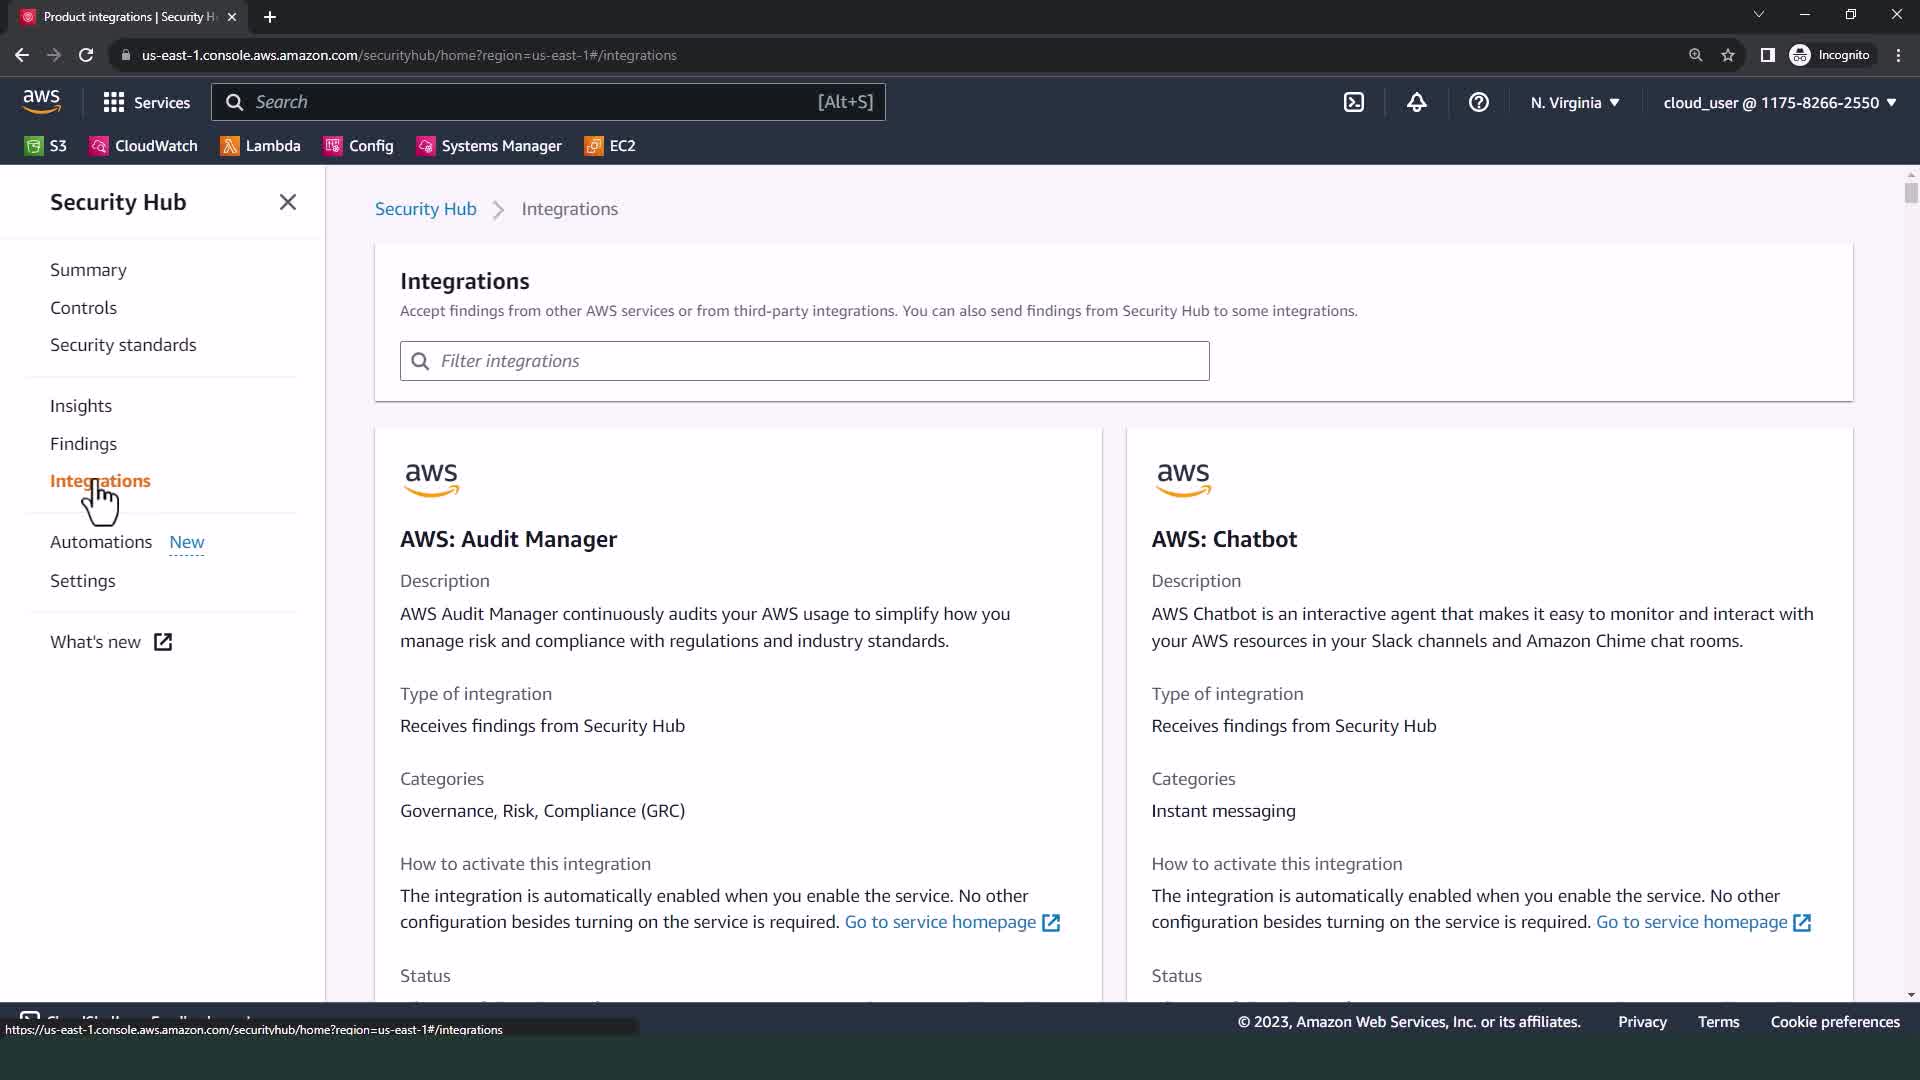 Product integrations | Security H
us-east-1.console.aws.amazon.com/securityhub/home?region=us-east-1#/integrations
Incognito
aws
Services
Search
[Alt+S]
N. Virginia
cloud_user @ 1175-8266-2550
S3
CloudWatch
Lambda
Config
Systems Manager
EC2
Security Hub
Summary
Controls
Security standards
Insights
Findings
Integrations
Automations New
Settings
What's new
Security Hub
Integrations
Integrations
Accept findings from other AWS services or from third-party integrations. You can also send findings from Security Hub to some integrations.
Filter integrations
aws
AWS: Audit Manager
Description
AWS Audit Manager continuously audits your AWS usage to simplify how you
manage risk and compliance with regulations and industry standards.
Type of integration
Receives findings from Security Hub
Categories
Governance, Risk, Compliance (GRC)
How to activate this integration
The integration is automatically enabled when you enable the service. No other
configuration besides turning on the service is required. Go to service homepage
Status
aws
AWS: Chatbot
Description
AWS Chatbot is an interactive agent that makes it easy to monitor and interact with
your AWS resources in your Slack channels and Amazon Chime chat rooms.
Type of integration
Receives findings from Security Hub
Categories
Instant messaging
How to activate this integration
The integration is automatically enabled when you enable the service. No other
configuration besides turning on the service is required. Go to service homepage
Status
https://us-east-1.console.aws.amazon.com/securityhub/home?region=us-east-1#/integrations
© 2023, Amazon Web Services, Inc. or its affiliates.
Privacy
Terms
Cookie preferences